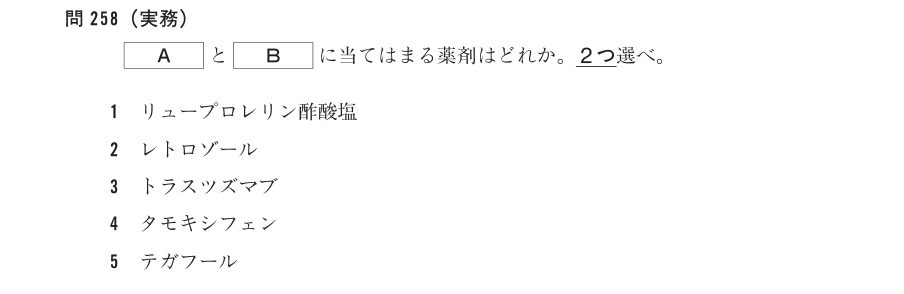 問 258（実務）
A と B に当てはまる薬剤はどれか。２つ選べ。
1 リュープロレリン酢酸塩
2 レトロゾール
3 トラスツズマブ
4 タモキシフェン
5 テガフール